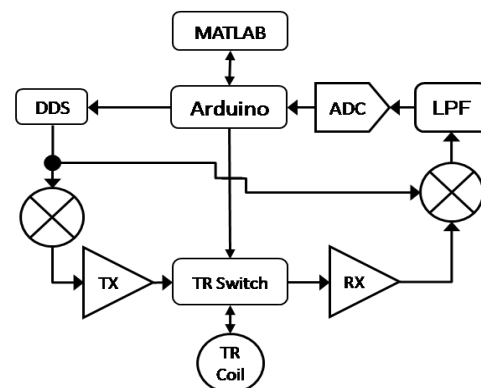 MATLAB
DDS
Arduino
ADC
LPF
TX
TR Switch
RX
TR
Coil